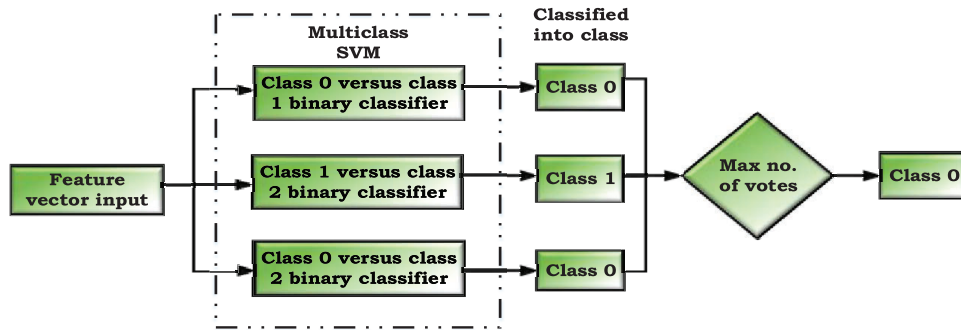 Multiclass
SVM
Classified
into class
Feature
vector input
Class 0 versus class
1 binary classifier
Class 1 versus class
2 binary classifier
Class 0 versus class
2 binary classifier
Class 0
Class 1
Class 0
Max no.
of votes
Class 0